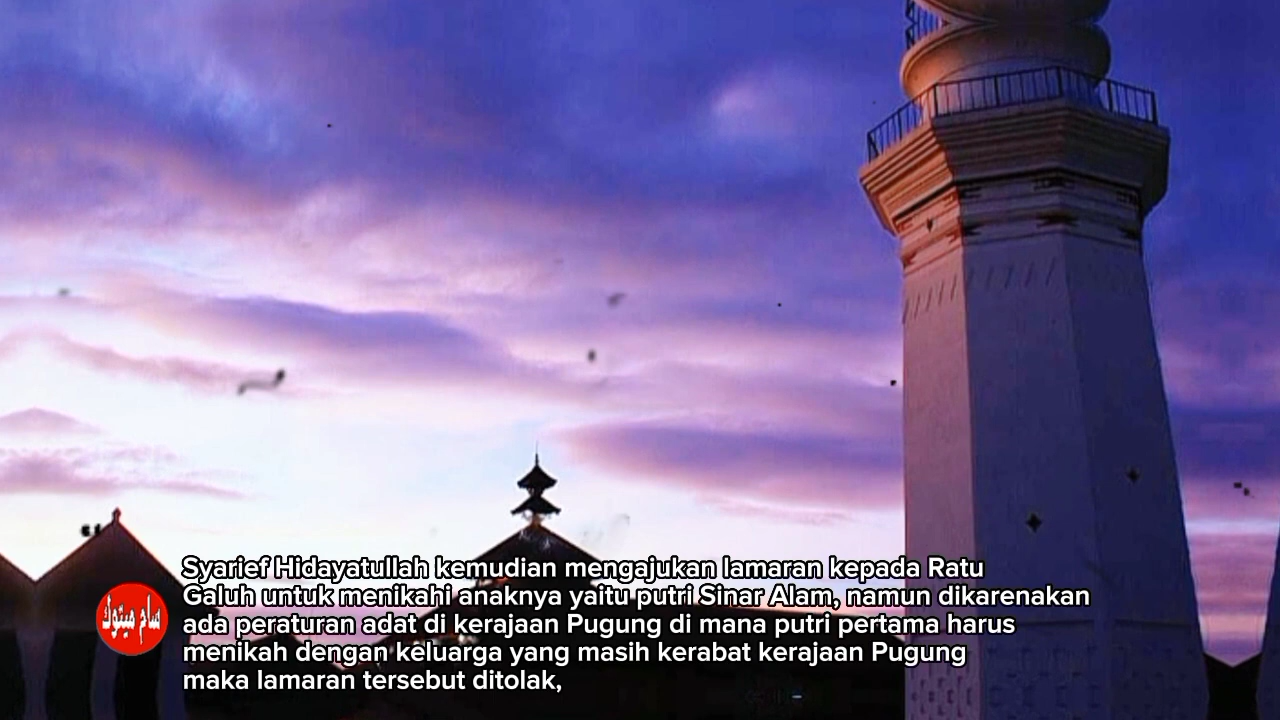 Syarief Hidayatullah kemudian mengajukan lamaran kepada Ratu
Galuh untuk menikahi anaknya yaitu putri Sinar Alam, namun dikarenakan
ada peraturan adat di kerajaan Pugung di mana putri pertama harus
menikah dengan keluarga yang masih kerabat kerajaan Pugung
maka lamaran tersebut ditolak,